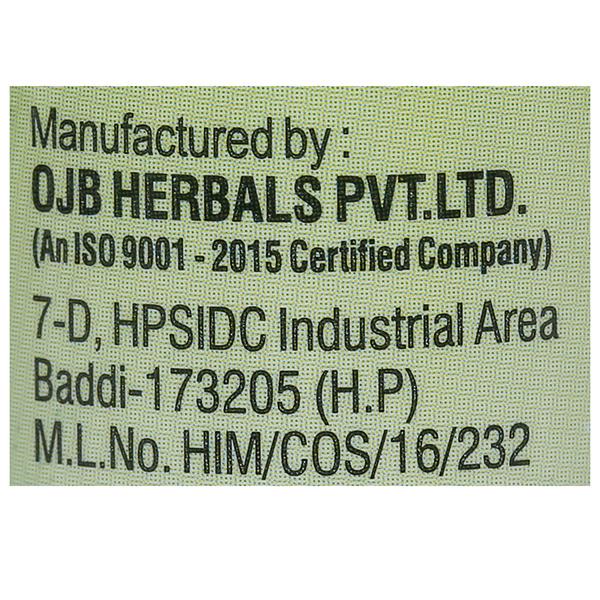 Manufactured by :
OJB HERBALS PVT.LTD.
(An ISO 9001 - 2015 Certified Company)
7-D, HPSIDC Industrial Area
Baddi-173205 (H.P)
M.L.No. HIM/COS/16/232